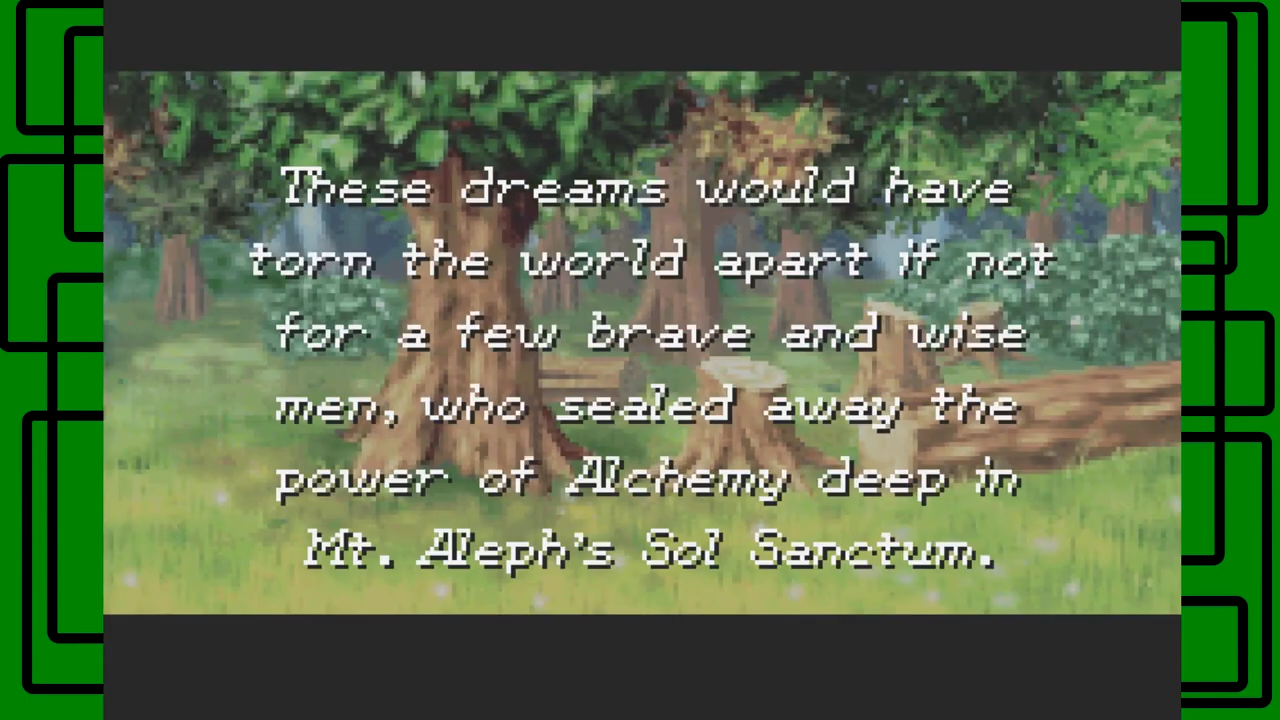 These dreams would have
torn the world apart if not
for a few brave and wise
men, who sealed away the
power of Alchemy deep in
Mt. Aleph's Sol Sanctum.